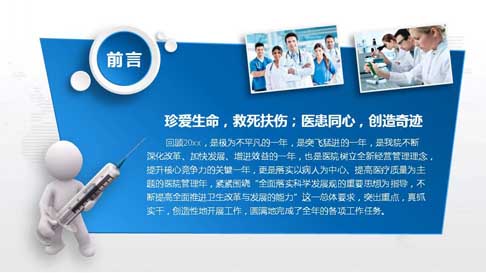 前言
珍爱生命，救死扶伤；医患同心，创造奇迹
回顾20xx，是极为不平凡的一年，是突飞猛进的一年，是我院不断
深化改革、加快发展、增进效益的一年，也是医院树立全新经营管理理念，
提升核心竞争力的关键一年，更是落实以病人为中心、提高医疗质量为主
题的医院管理年，紧紧围绕“全面落实科学发展观的重要思想为指导，不
断提高全面推进卫生改革与发展的能力”这一总体要求，突出重点，真抓
实干，创造性地开展工作，圆满地完成了全年的各项工作任务。